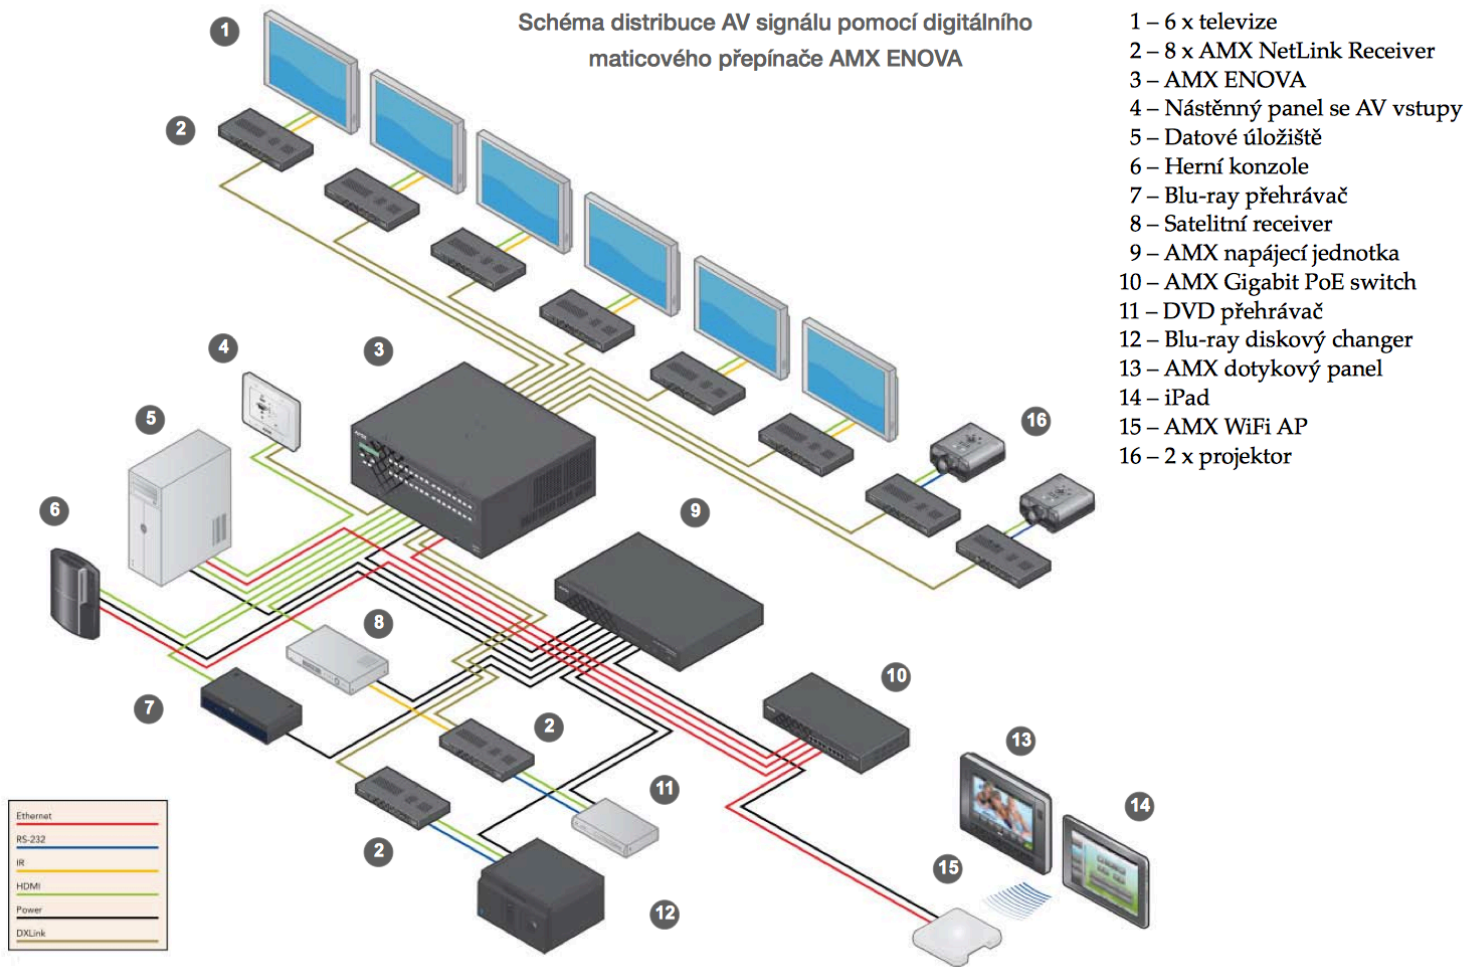 Schéma distribuce AV signálu pomocí digitálního
maticového přepínače AMX ENOVA
1 – 6 x televize
2 – 8 x AMX NetLink Receiver
3 – AMX ENOVA
4 – Nástěnný panel se AV vstupy
5 – Datové úložiště
6 – Herní konzole
7 – Blu-ray přehrávač
8 – Satelitní receiver
9 – AMX napájecí jednotka
10 – AMX Gigabit PoE switch
11 – DVD přehrávač
12 – Blu-ray diskový changer
13 – AMX dotykový panel
14 – iPad
15 – AMX WiFi AP
16 – 2 x projektor
1
2
3
4
5
6
16
9
8
7
10
2
11
2
13
14
15
12
Ethernet
RS-232
IR
HDMI
Power
DXLink